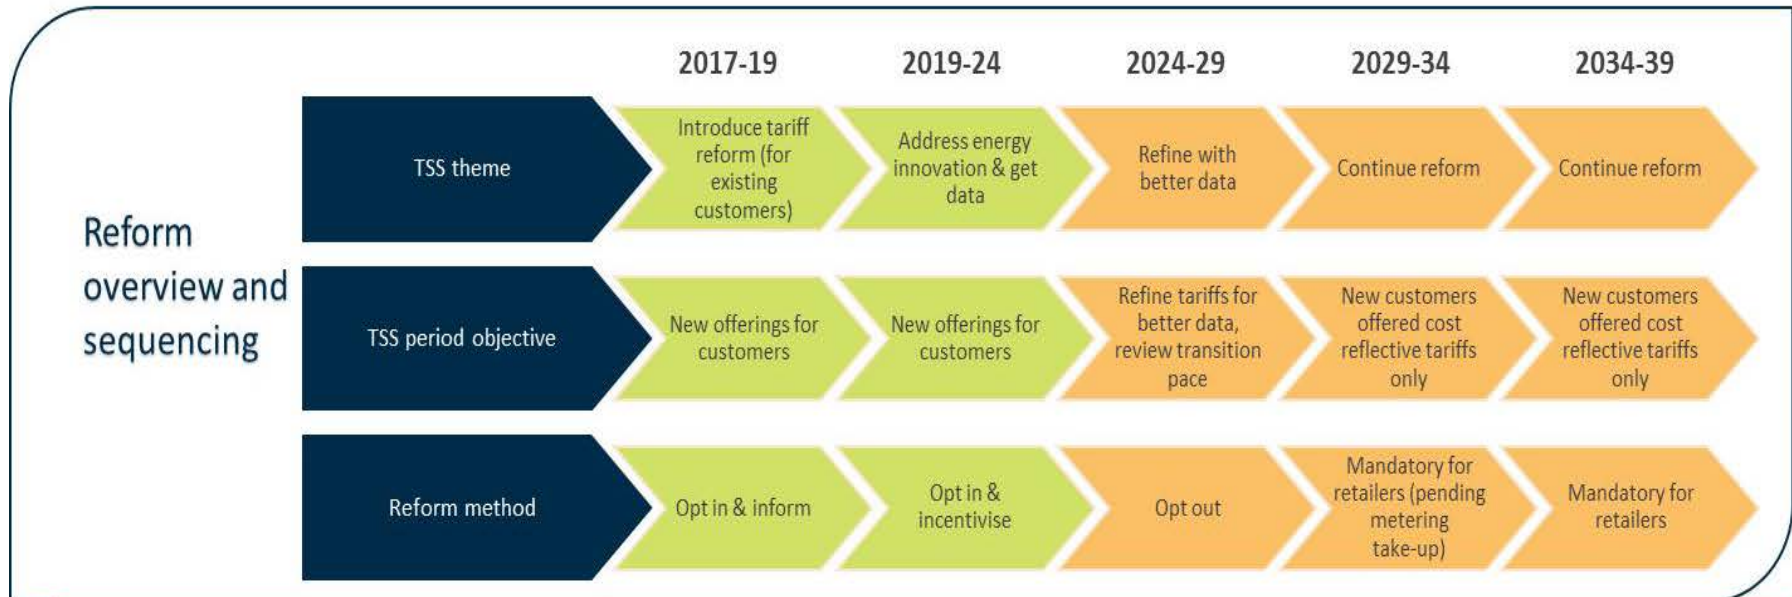 2017-19
2019-24
2024-29
2029-34
2034-39
Reform
overview and
sequencing
TSS theme
Introduce tariff
reform (for
existing
customers)
Address energy
innovation & get
data
Refine with
better data
Continue reform
Continue reform
TSS period objective
New offerings for
customers
New offerings for
customers
Refine tariffs for
better data,
review transition
pace
New customers
offered cost
reflective tariffs
only
New customers
offered cost
reflective tariffs
only
Reform method
Opt in & inform
Opt in &
incentivise
Opt out
Mandatory for
retailers (pending
metering
take-up)
Mandatory for
retailers